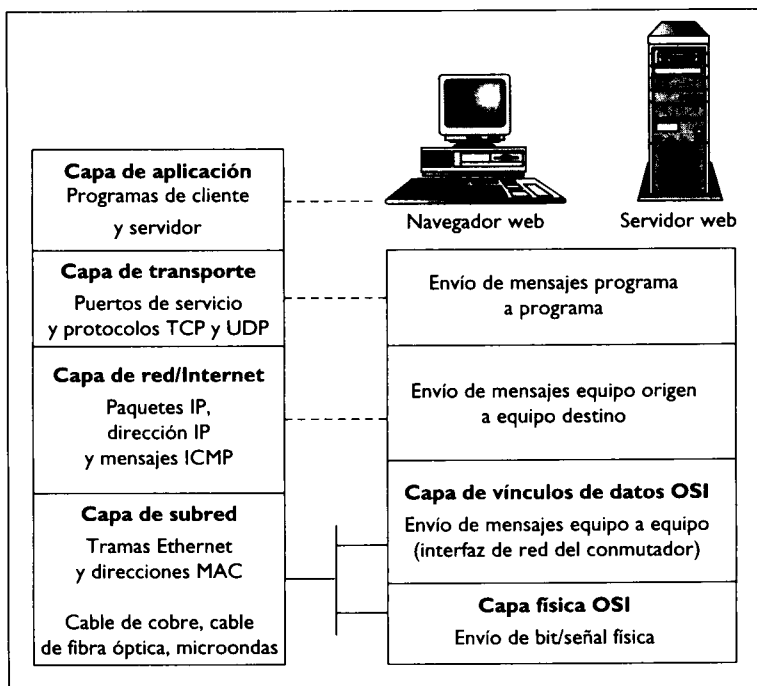 Navegador web
Servidor web
Capa de aplicación
Programas de cliente
y servidor
Capa de transporte
Puertos de servicio
y protocolos TCP y UDP
Envío de mensajes programa
a programa
Capa de red/Internet
Paquetes IP,
dirección IP
y mensajes ICMP
Envío de mensajes equipo origen
a equipo destino
Capa de subred
Tramas Ethernet
y direcciones MAC
Cable de cobre, cable
de fibra óptica, microondas
Capa de vínculos de datos OSI
Envío de mensajes equipo a equipo
(interfaz de red del conmutador)
Capa física OSI
Envío de bit/señal física